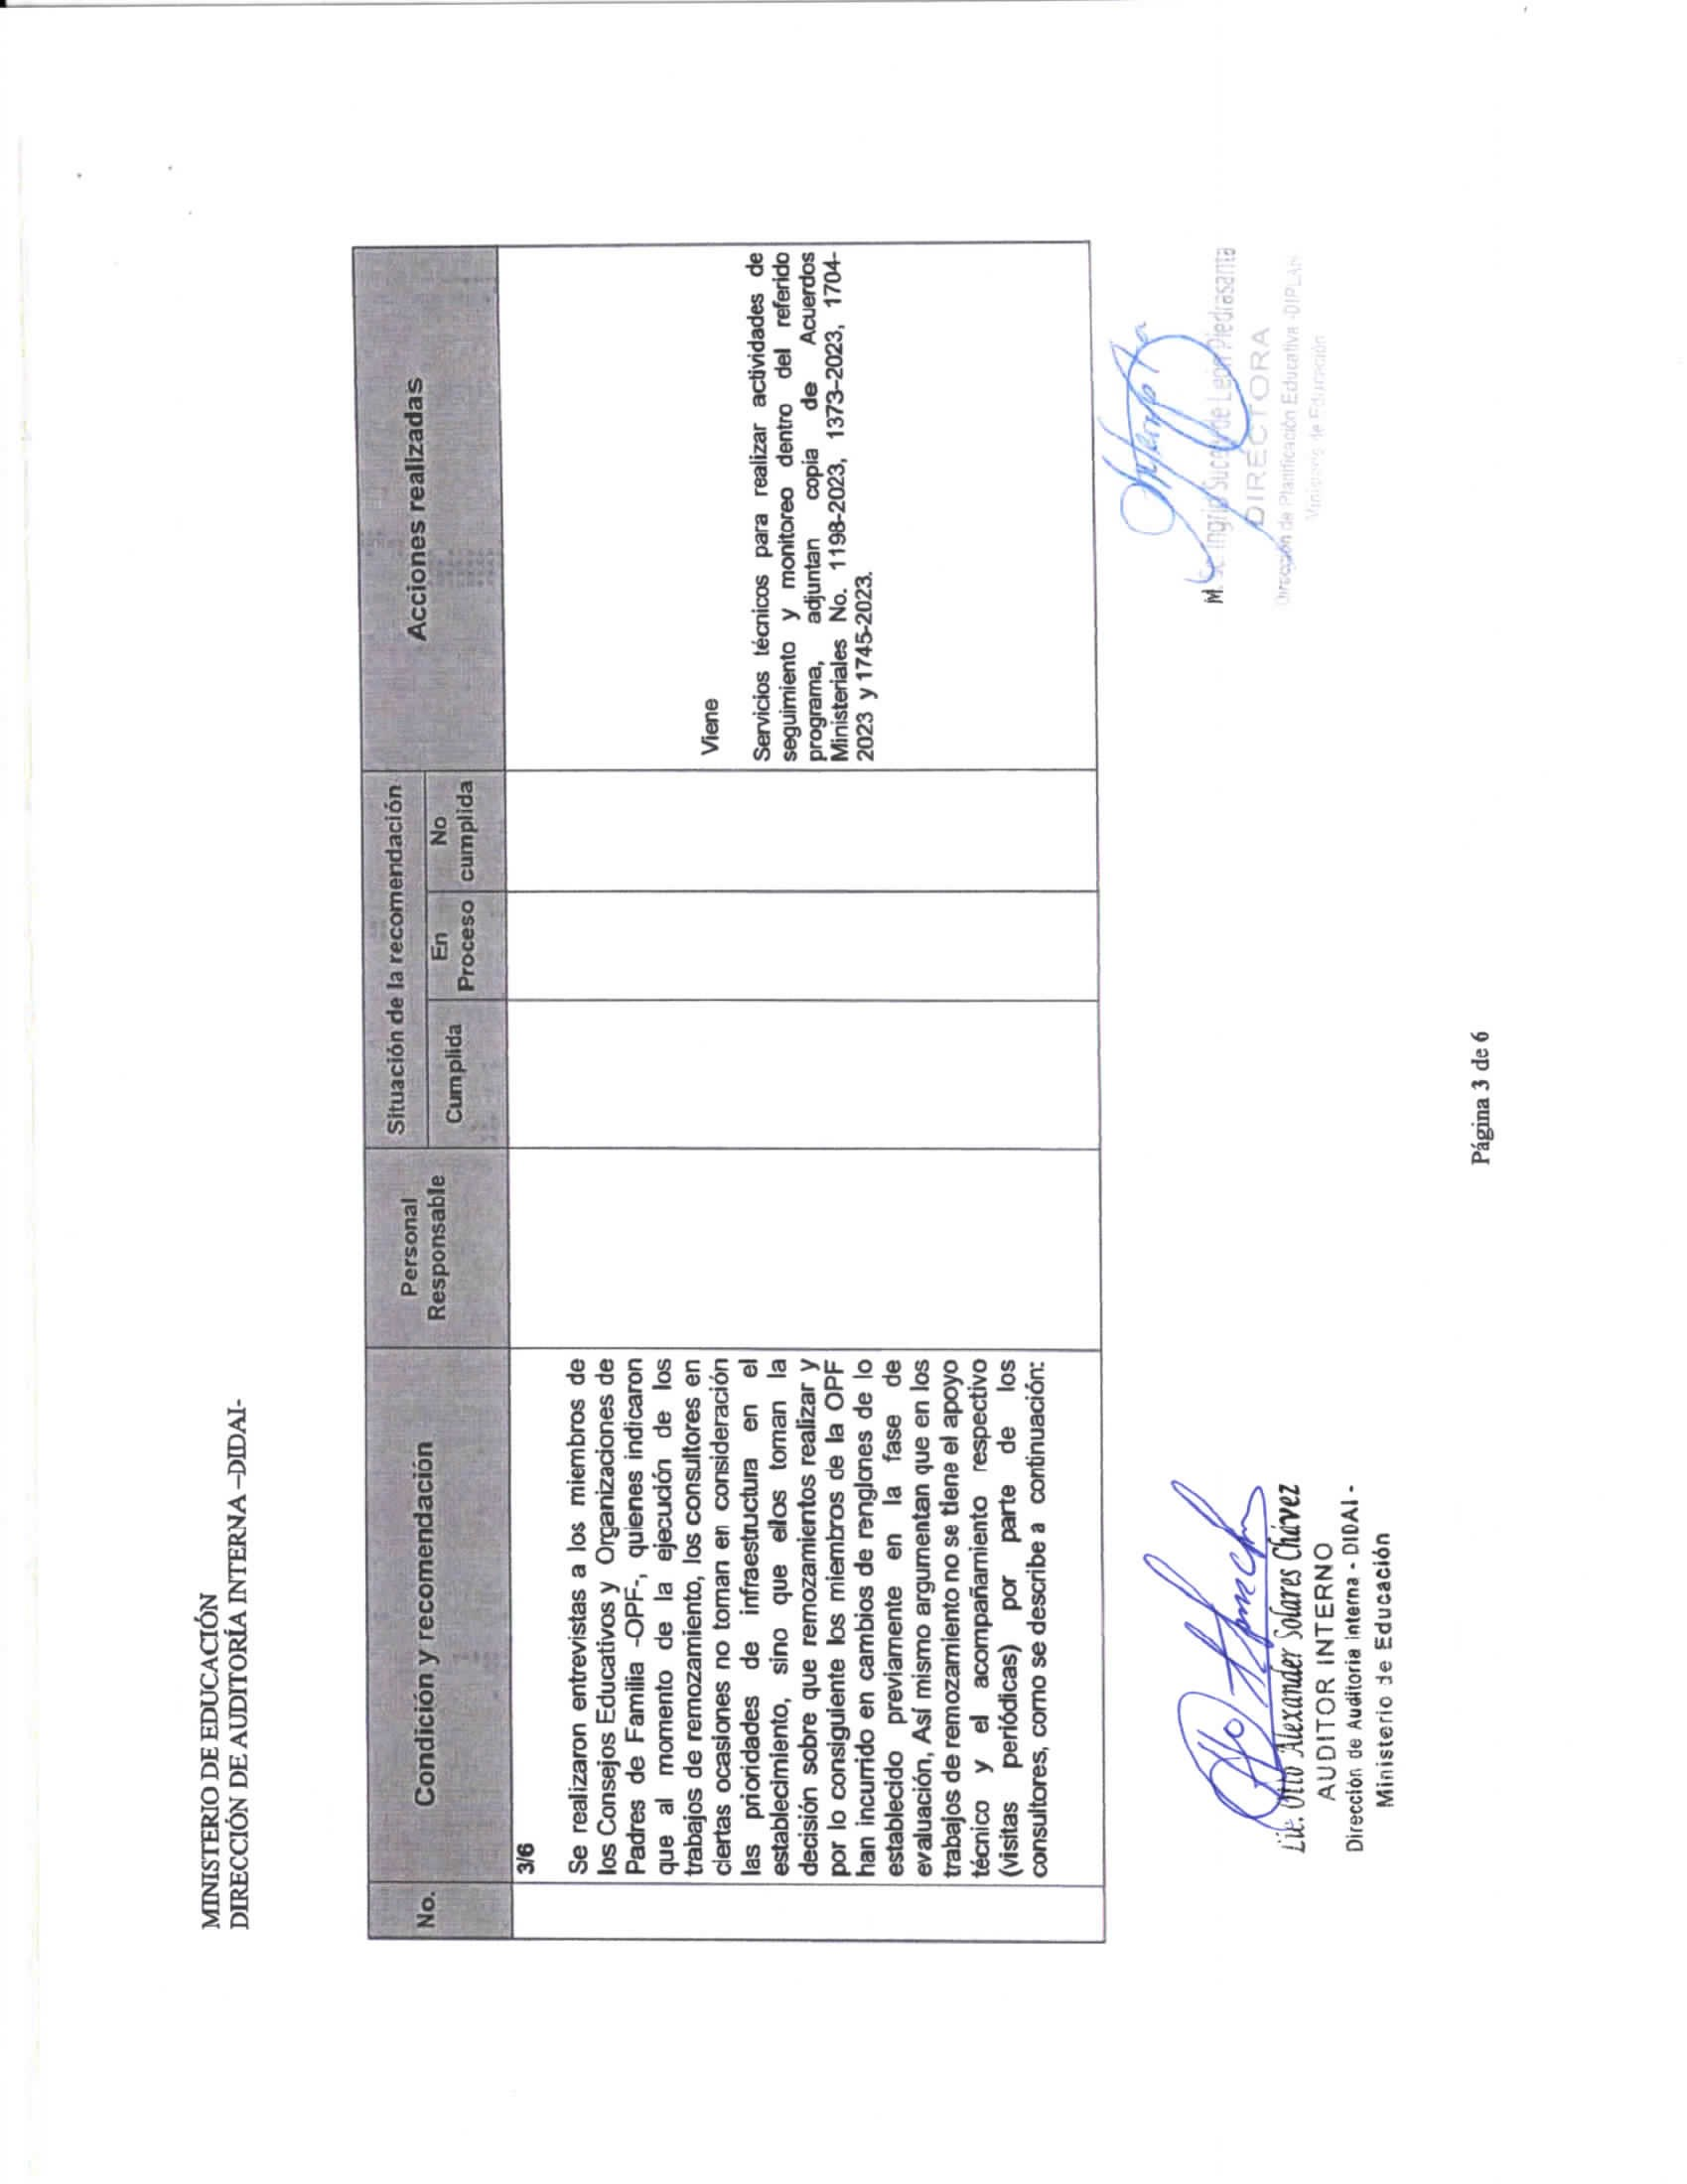 MINISTERIO DE EDUCACIÓN
DIRECCIÓN DE AUDITORÍA INTERNA –DIDAI-
No.
Condición y recomendación
Personal
Responsable
Situación de la recomendación
Cumplida
En
Proceso
No
cumplida
Acciones realizadas
3/6
Se realizaron entrevistas a los miembros de
los Consejos Educativos y Organizaciones de
Padres de Familia -OPF-, quienes indicaron
que al momento de la ejecución de los
trabajos de remozamiento, los consultores en
ciertas ocasiones no toman en consideración
las prioridades de infraestructura en el
establecimiento, sino que ellos toman la
decisión sobre que remozamientos realizar y
por lo consiguiente los miembros de la OPF
han incurrido en cambios de renglones de lo
establecido previamente en la fase de
evaluación, Así mismo argumentan que en los
trabajos de remozamiento no se tiene el apoyo
técnico y el acompañamiento respectivo
(visitas periódicas) por parte de los
consultores, como se describe a continuación:
Viene
Servicios técnicos para realizar actividades de
seguimiento y monitoreo dentro del referido
programa, adjuntan copia de Acuerdos
Ministeriales No. 1198-2023, 1373-2023, 1704-
2023 y 1745-2023.
Lic. Otto Alexander Solares Chávez
AUDITOR INTERNO
Dirección de Auditoria Interna - DIDAI -
Ministerio de Educación
M. Sc. Ingrid Suce de León Piedrasanta
DIRECTORA
Dirección de Planificación Educativa -DIPLAN
Ministerio de Educación
Página 3 de 6